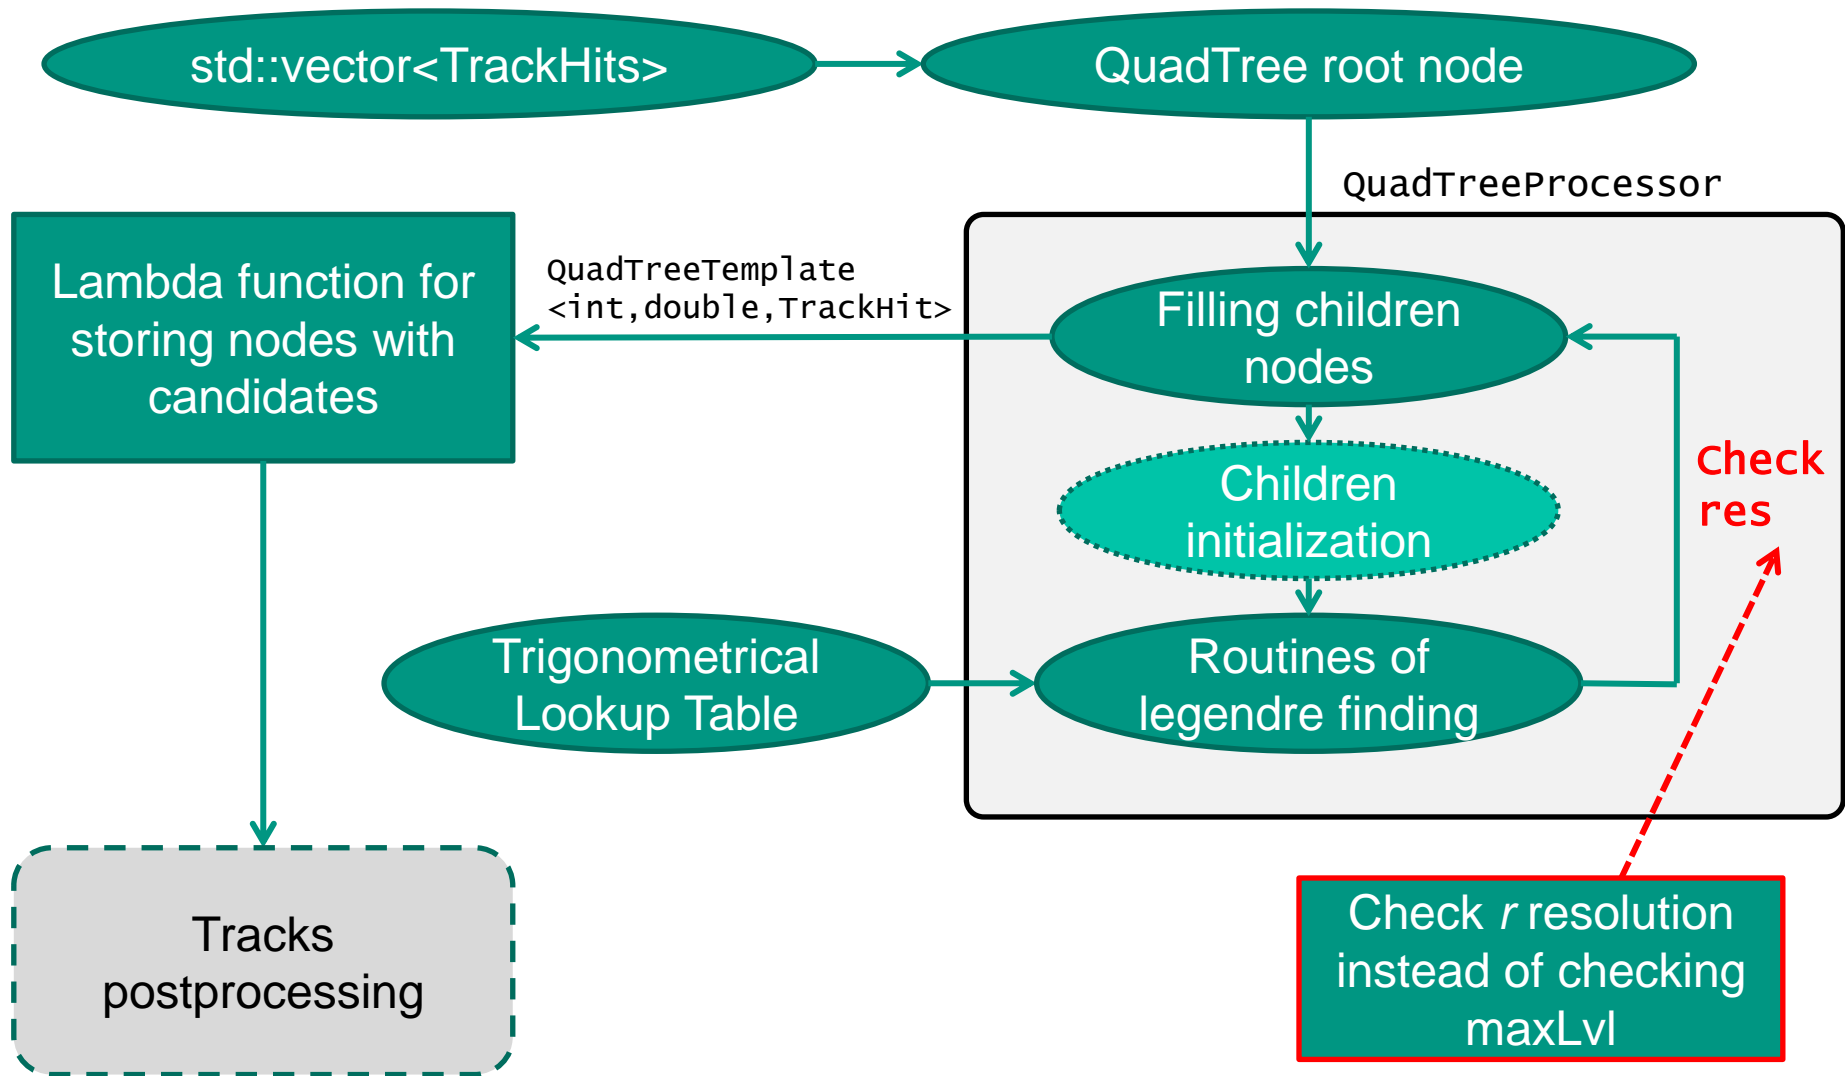 std::vector<TrackHits>
QuadTree root node
QuadTreeProcessor
Lambda function for
storing nodes with
candidates
QuadTreeTemplate
<int,double,TrackHit>
Filling children
nodes
Children
initialization
Check
res
Trigonometrical
Lookup Table
Routines of
legendre finding
Tracks
postprocessing
Check r resolution
instead of checking
maxLvl